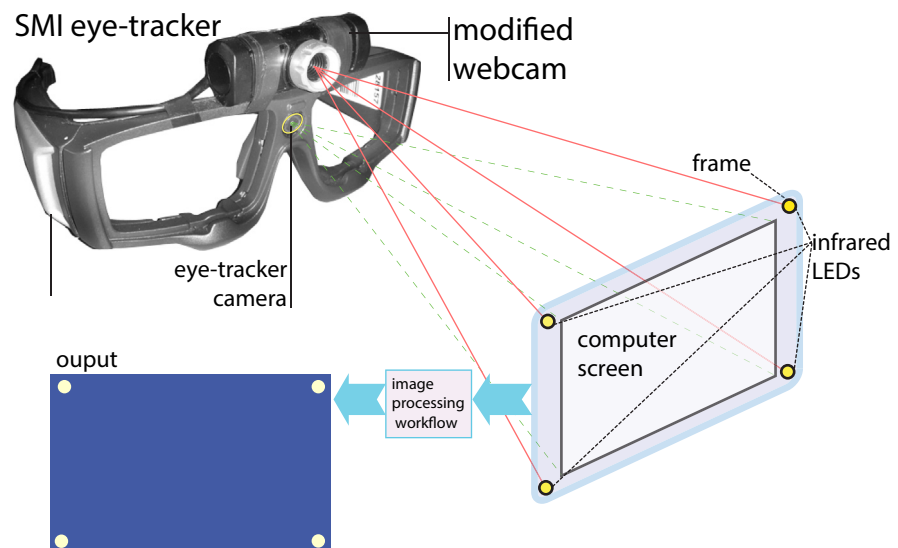 SMI eye-tracker
modified
webcam
frame
infrared
LEDs
eye-tracker
camera
computer
screen
ouput
image
processing
workflow